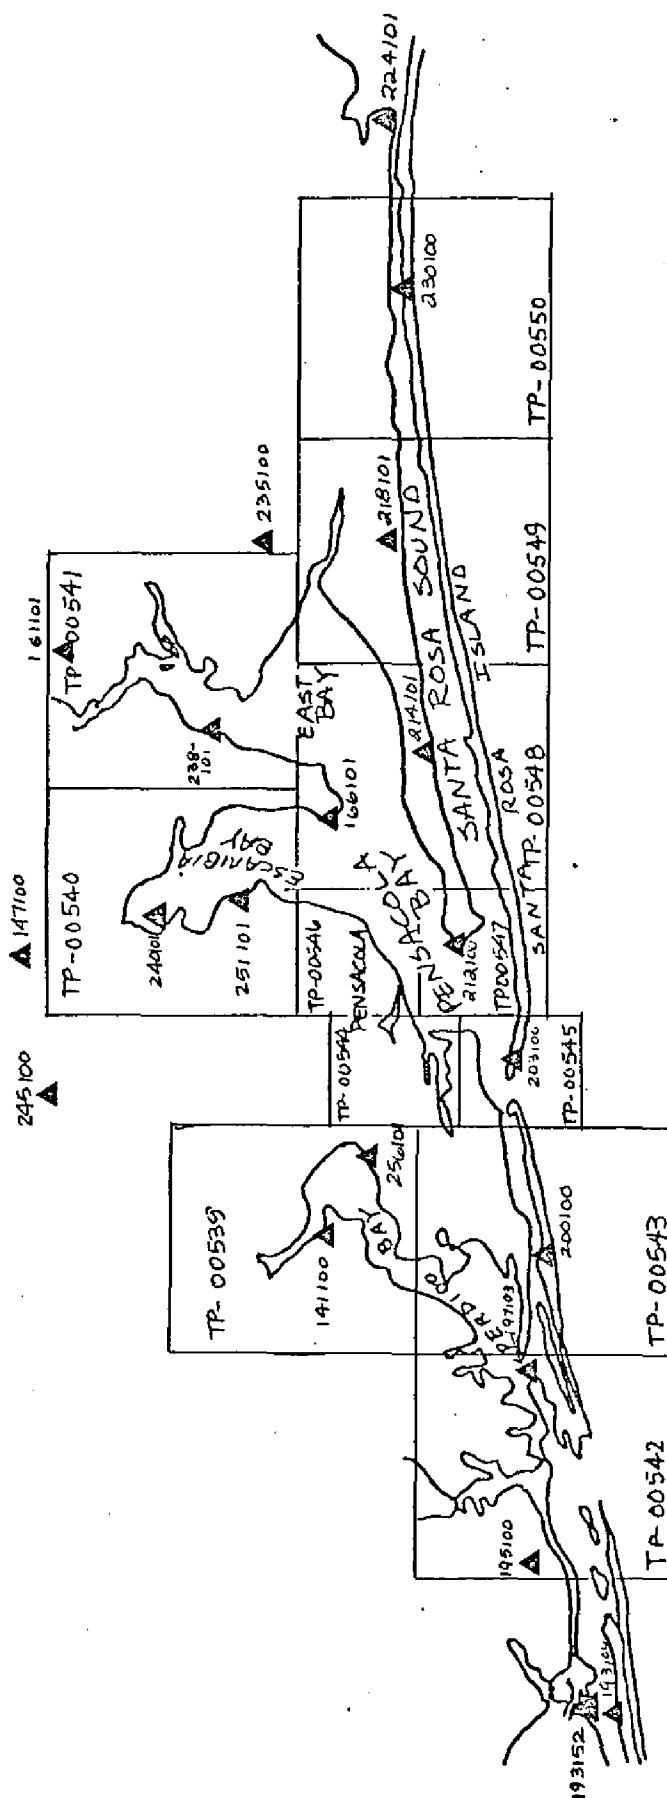 224101
230100
TP-00550
218101
235100
TP-00549
161101
TP-00541
238-
101
EAST
BAY
214101
SANTA ROSA SOUND
SANTA ROSA ISLAND
TP-00548
166101
147100
TP-00540
240101
251101
ESCAMBIA
BAY
TP-00546
PENSACOLA
BAY
212100
TP00547
245100
TP-00544
PENSACOLA
203100
TP-00545
TP-00539
256101
141100
PERDIDO BAY
197103
200100
TP-00543
TP-00542
195100
193152